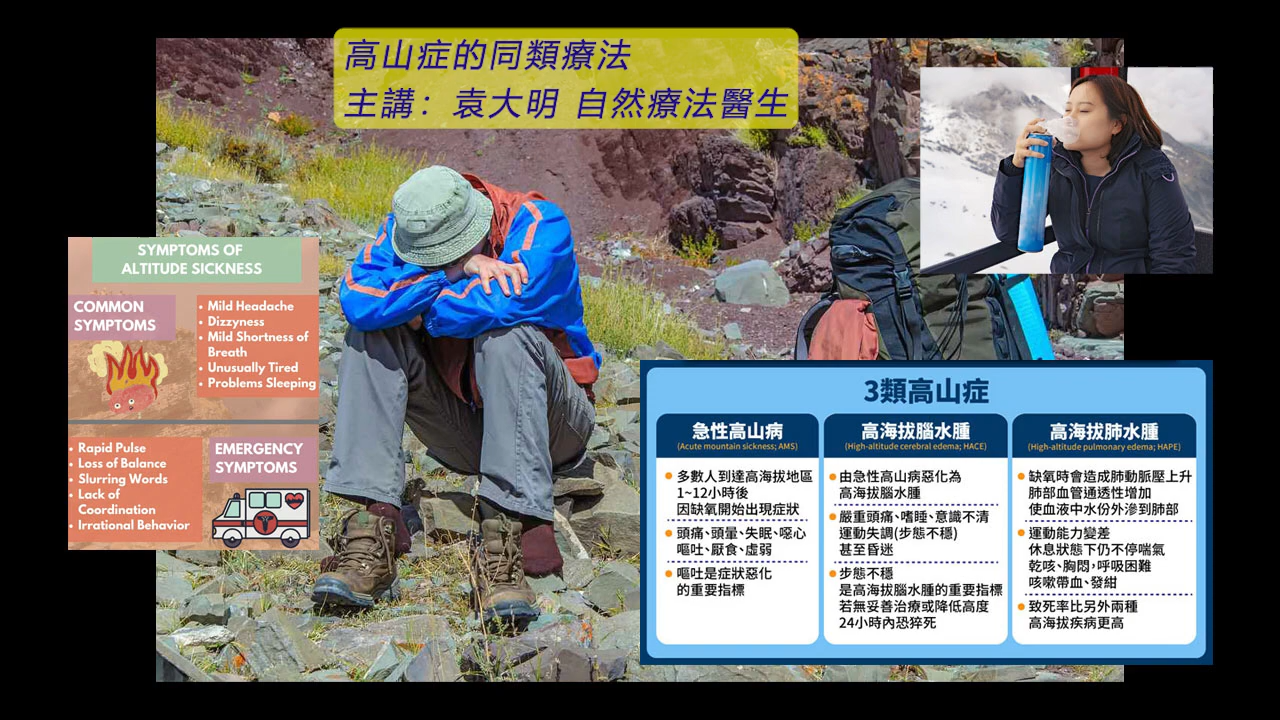 高山症的同類療法
主講：袁大明 自然療法醫生
SYMPTOMS OF
ALTITUDE SICKNESS
COMMON
SYMPTOMS
• Mild Headache
• Dizzyness
• Mild Shortness of
Breath
• Unusually Tired
• Problems Sleeping
• Rapid Pulse
• Loss of Balance
• Slurring Words
• Lack of
Coordination
• Irrational Behavior
EMERGENCY
SYMPTOMS
3類高山症
急性高山病
(Acute mountain sickness; AMS)
多數人到達高海拔地區
1~12小時後
因缺氧開始出現症狀
頭痛、頭暈、失眠、噁心
嘔吐、厭食、虛弱
嘔吐是症狀惡化
的重要指標
高海拔腦水腫
(High-altitude cerebral edema; HACE)
由急性高山病惡化為
高海拔腦水腫
嚴重頭痛、嗜睡、意識不清
運動失調(步態不穩)
甚至昏迷
步態不穩
是高海拔腦水腫的重要指標
若無妥善治療或降低高度
24小時內恐猝死
高海拔肺水腫
(High-altitude pulmonary edema; HAPE)
缺氧時會造成肺動脈壓上升
肺部血管通透性增加
使血液中水份外滲到肺部
運動能力變差
休息狀態下仍不停喘氣
乾咳、胸悶，呼吸困難
咳嗽帶血、發紺
致死率比另外兩種
高海拔疾病更高